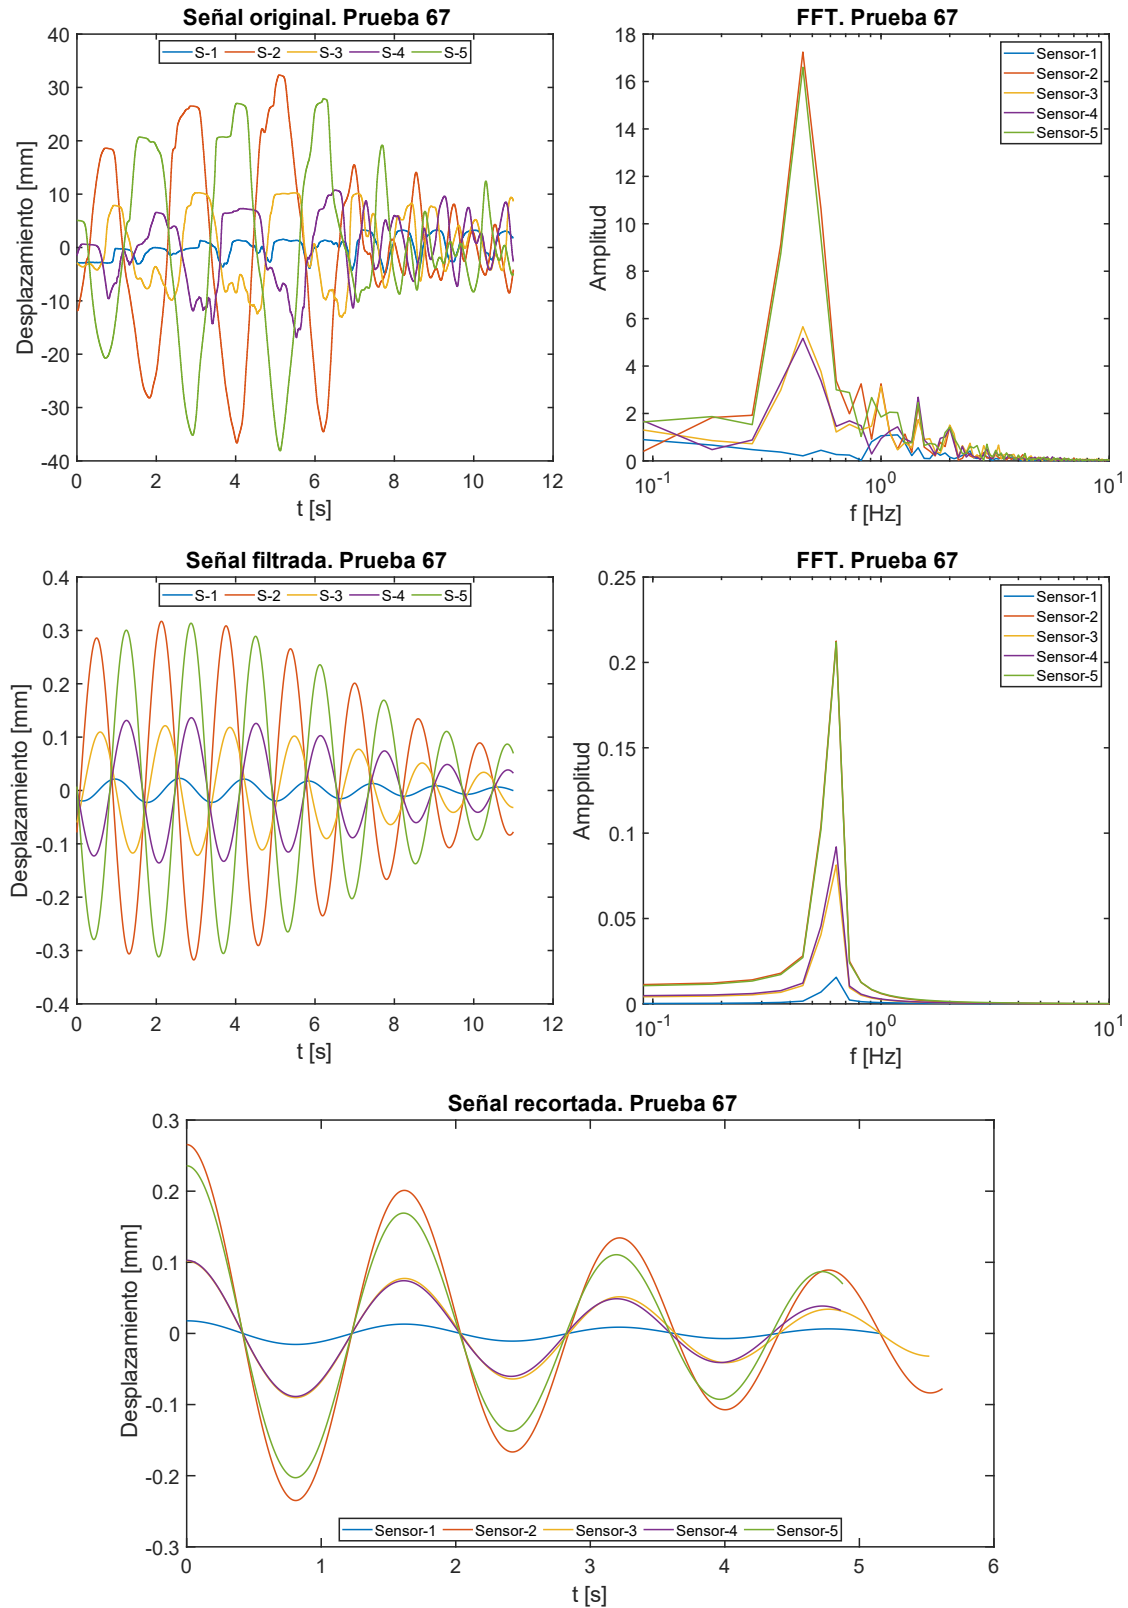 Señal original. Prueba 67
S-1 S-2 S-3 S-4 S-5
40
30
20
10
0
-10
-20
-30
-40
0 2 4 6 8 10 12
Desplazamiento [mm]
t [s]
FFT. Prueba 67
Sensor-1
Sensor-2
Sensor-3
Sensor-4
Sensor-5
18
16
14
12
10
8
6
4
2
0
10^-1 10^0 10^1
Amplitud
f [Hz]
Señal filtrada. Prueba 67
S-1 S-2 S-3 S-4 S-5
0.4
0.3
0.2
0.1
0
-0.1
-0.2
-0.3
-0.4
0 2 4 6 8 10 12
Desplazamiento [mm]
t [s]
FFT. Prueba 67
Sensor-1
Sensor-2
Sensor-3
Sensor-4
Sensor-5
0.25
0.2
0.15
0.1
0.05
0
10^-1 10^0 10^1
Ampplitud
f [Hz]
Señal recortada. Prueba 67
0.3
0.2
0.1
0
-0.1
-0.2
-0.3
Desplazamiento [mm]
Sensor-1 Sensor-2 Sensor-3 Sensor-4 Sensor-5
0 1 2 3 4 5 6
t [s]